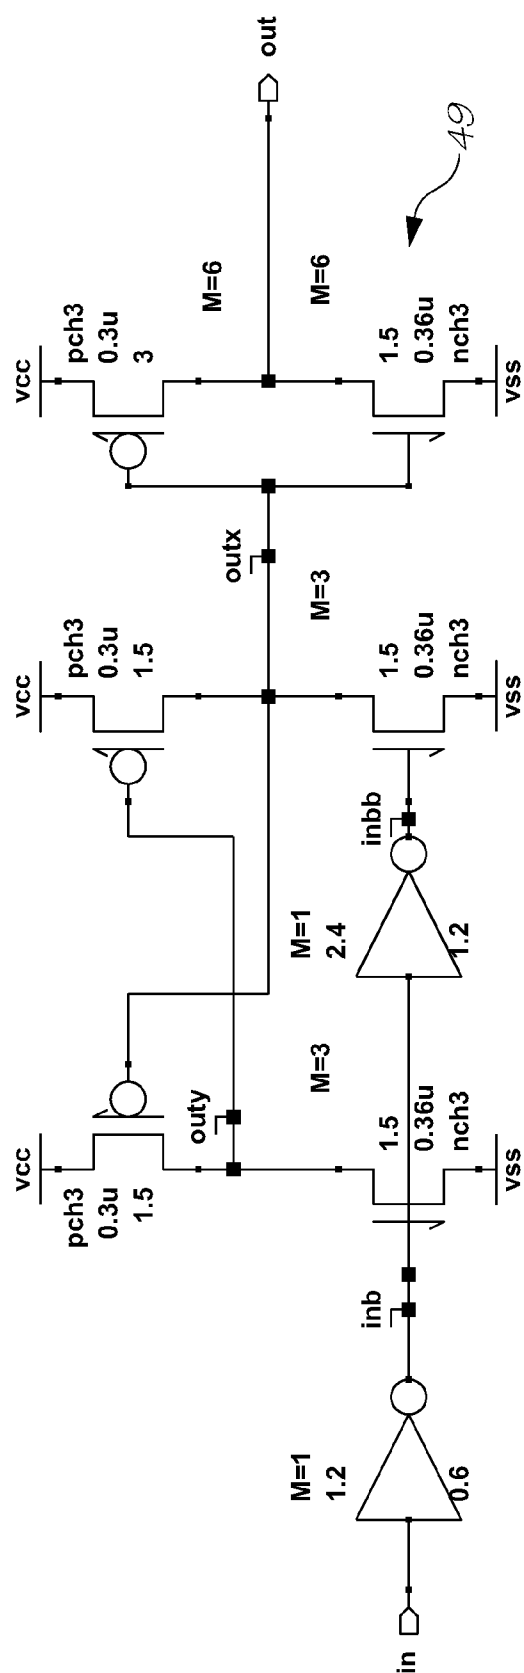 in
M=1
1.2
0.6
inb
vcc
pch3
0.3u
1.5
outy
M=3
1.5
0.36u
nch3
vss
M=1
2.4
1.2
inbb
vcc
pch3
0.3u
1.5
M=3
1.5
0.36u
nch3
vss
outx
vcc
pch3
0.3u
3
M=6
M=6
1.5
0.36u
nch3
vss
out
49